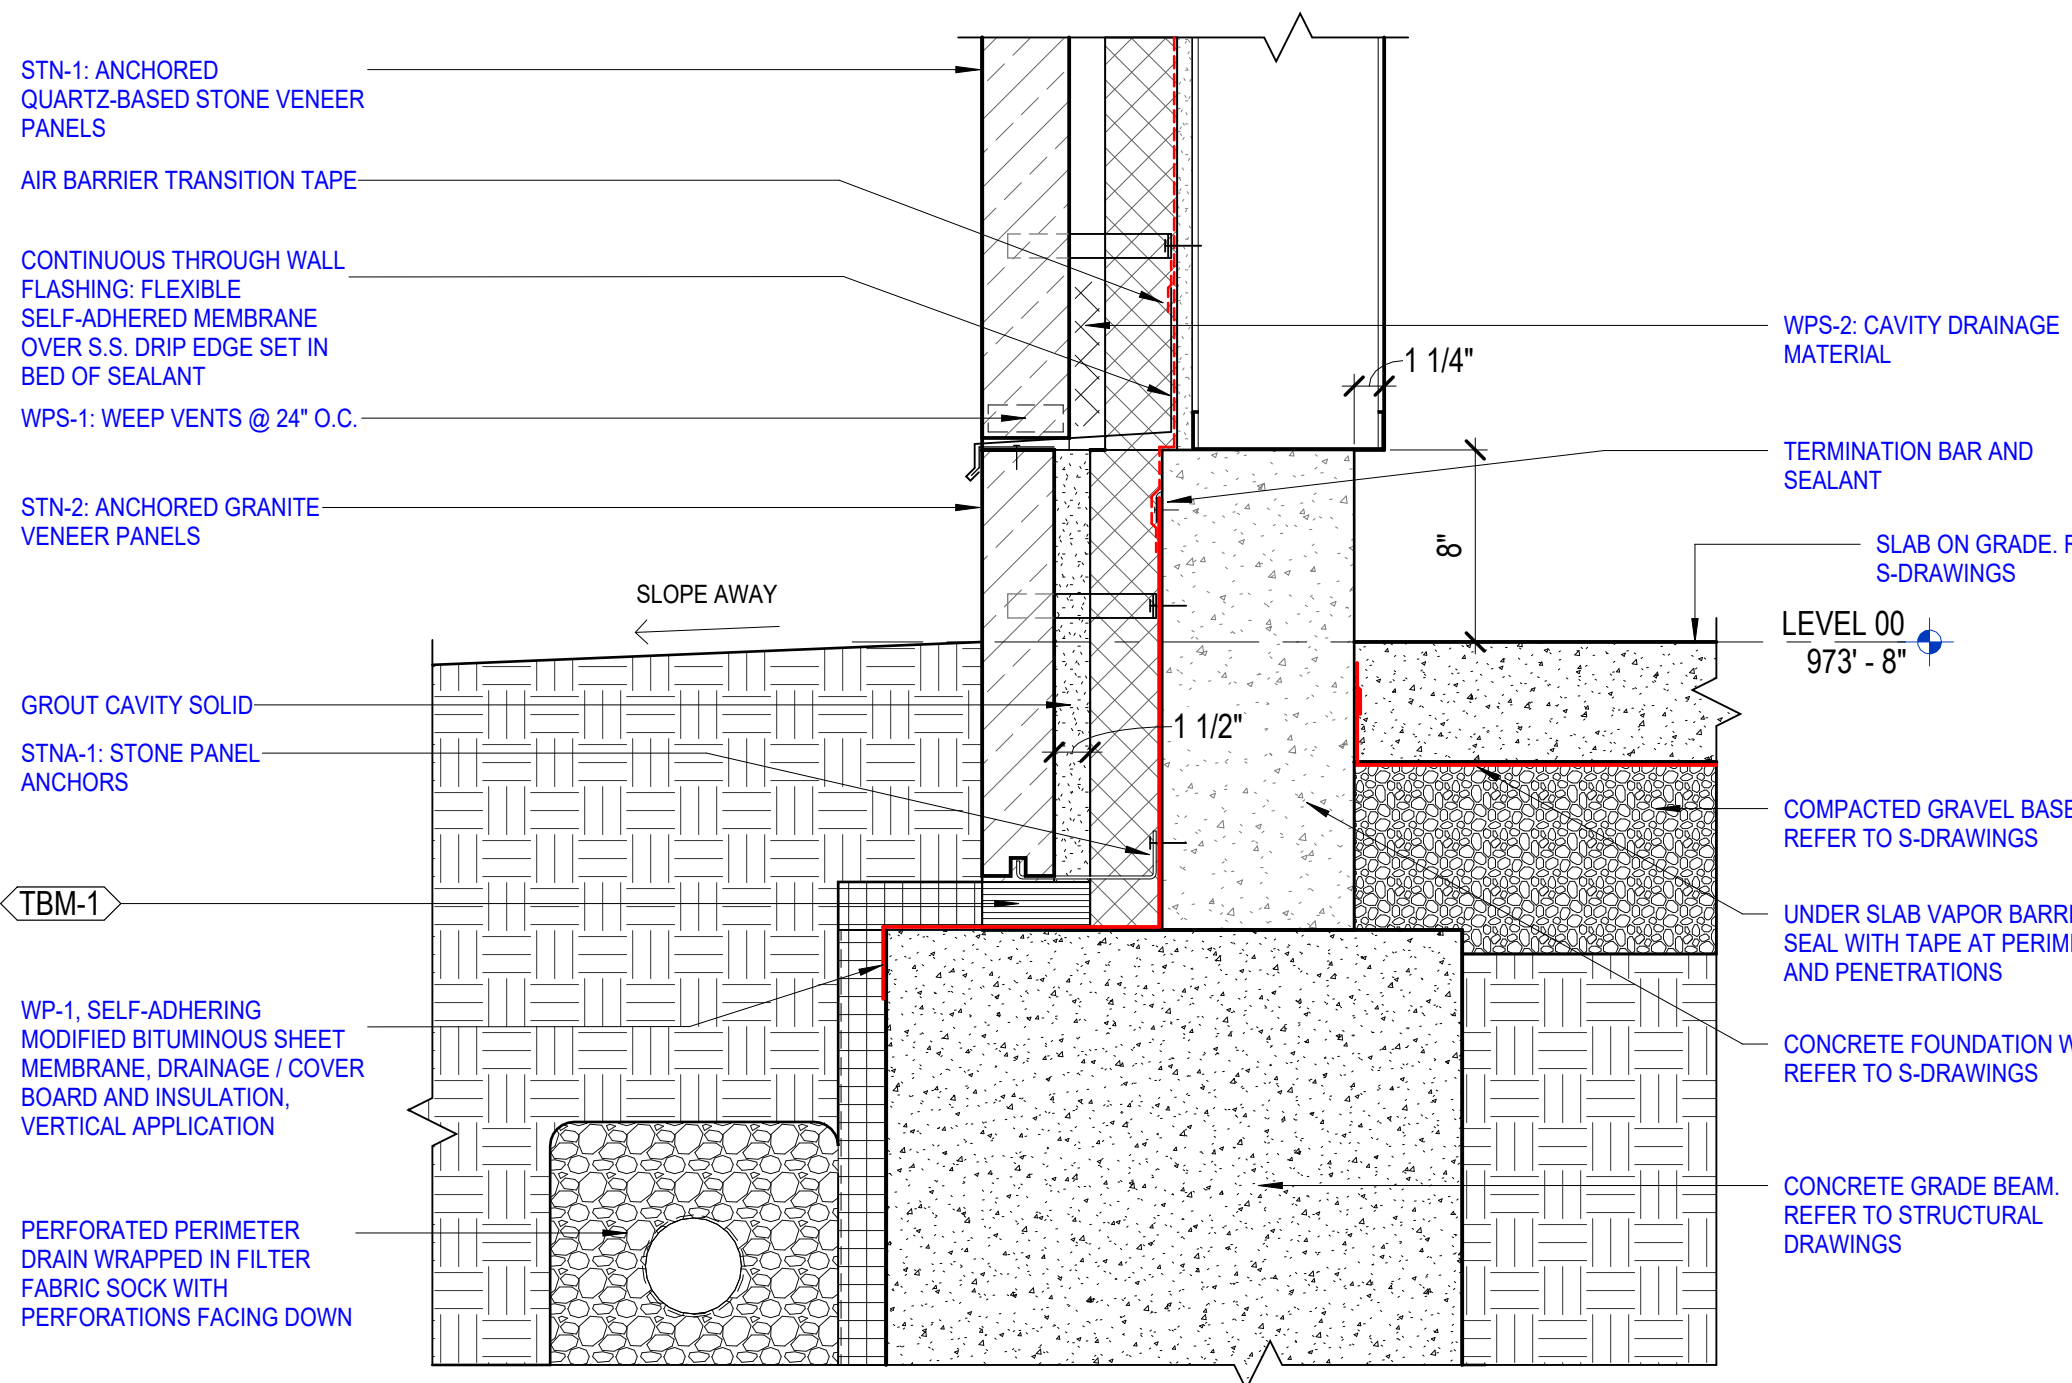 STN-1: ANCHORED
QUARTZ-BASED STONE VENEER
PANELS
AIR BARRIER TRANSITION TAPE
CONTINUOUS THROUGH WALL
FLASHING: FLEXIBLE
SELF-ADHERED MEMBRANE
OVER S.S. DRIP EDGE SET IN
BED OF SEALANT
WPS-1: WEEP VENTS @ 24" O.C.
STN-2: ANCHORED GRANITE
VENEER PANELS
SLOPE AWAY
GROUT CAVITY SOLID
STNA-1: STONE PANEL
ANCHORS
TBM-1
WP-1, SELF-ADHERING
MODIFIED BITUMINOUS SHEET
MEMBRANE, DRAINAGE / COVER
BOARD AND INSULATION,
VERTICAL APPLICATION
PERFORATED PERIMETER
DRAIN WRAPPED IN FILTER
FABRIC SOCK WITH
PERFORATIONS FACING DOWN
1 1/2"
1 1/4"
8"
WPS-2: CAVITY DRAINAGE
MATERIAL
TERMINATION BAR AND
SEALANT
SLAB ON GRADE.
S-DRAWINGS
LEVEL 00
973' - 8"
COMPACTED GRAVEL BASE
REFER TO S-DRAWINGS
UNDER SLAB VAPOR
SEAL WITH TAPE AT
AND PENETRATIONS
CONCRETE FOUNDATION
REFER TO S-DRAWINGS
CONCRETE GRADE BEAM.
REFER TO STRUCTURAL
DRAWINGS